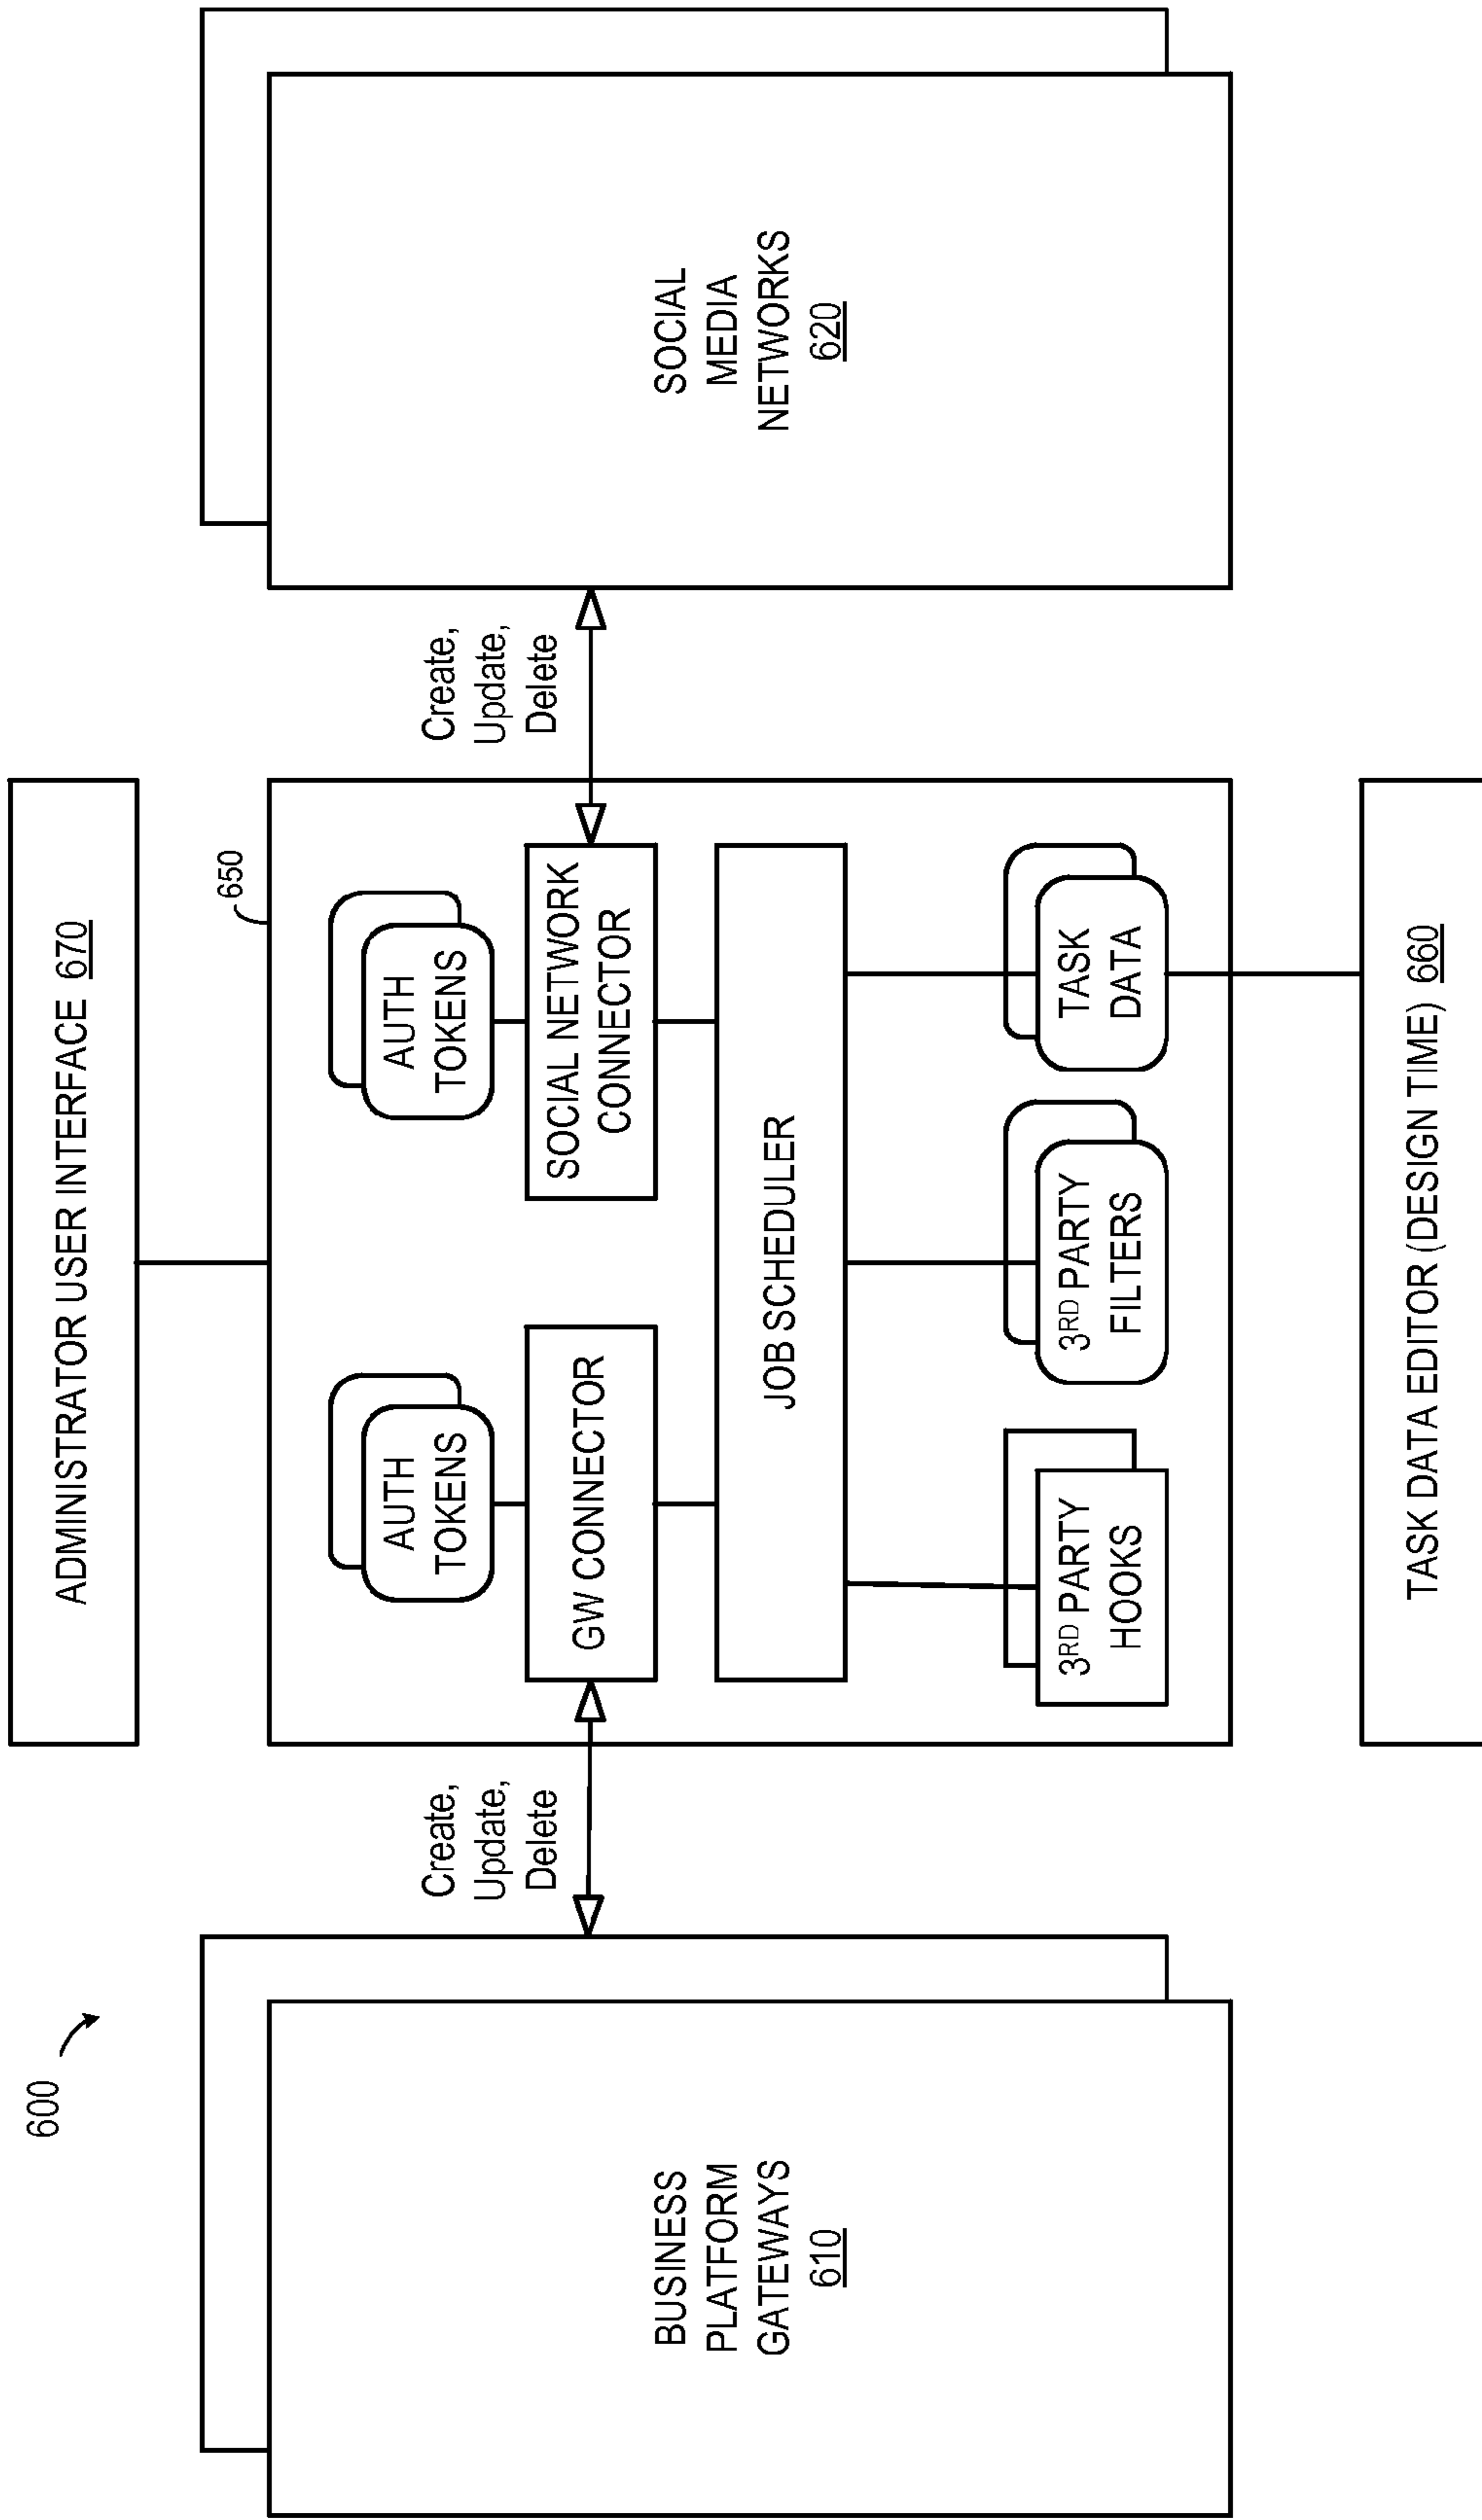 600
ADMINISTRATOR USER INTERFACE 670
650
BUSINESS
PLATFORM
GATEWAYS
610
Create,
Update,
Delete
AUTH
TOKENS
GW CONNECTOR
AUTH
TOKENS
SOCIAL NETWORK
CONNECTOR
JOB SCHEDULER
3RD PARTY
HOOKS
3RD PARTY
FILTERS
TASK
DATA
Create,
Update,
Delete
SOCIAL
MEDIA
NETWORKS
620
TASK DATA EDITOR (DESIGN TIME) 660